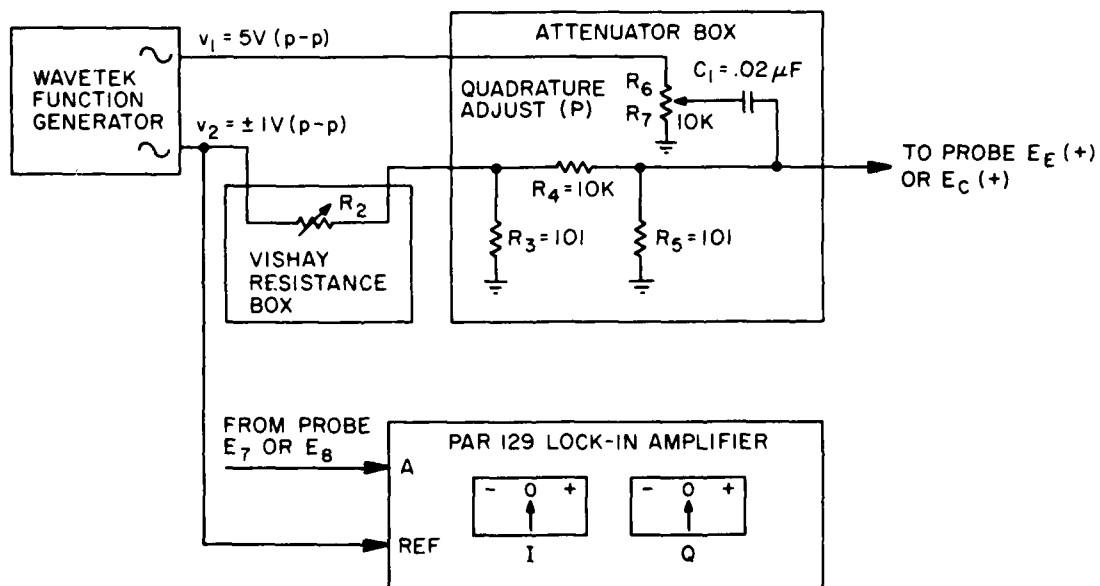 WAVETEK
FUNCTION
GENERATOR
v₁ = 5V (p-p)
v₂ = ± 1V (p-p)
R₂
VISHAY
RESISTANCE
BOX
ATTENUATOR BOX
QUADRATURE
ADJUST (P)
R₆
R₇
10K
C₁ = .02 µF
R₄ = 10K
R₃ = 101
R₅ = 101
TO PROBE E_E (+)
OR E_C (+)
FROM PROBE
E₇ OR E₈
PAR 129 LOCK-IN AMPLIFIER
A
REF
- 0 +
I
- 0 +
Q